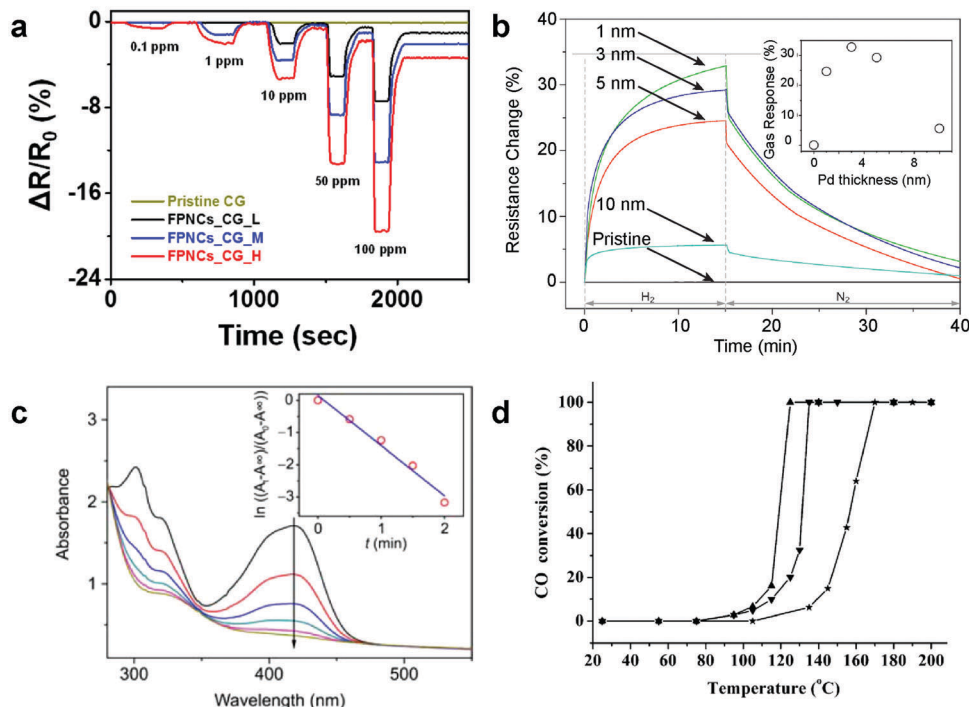 a
ΔR/R0 (%)
0
-8
-16
-24
0.1 ppm
1 ppm
10 ppm
50 ppm
100 ppm
Pristine CG
FPNCs_CG_L
FPNCs_CG_M
FPNCs_CG_H
0
1000
2000
Time (sec)
b
Resistance Change (%)
50
40
30
20
10
0
1 nm
3 nm
5 nm
10 nm
Pristine
H2
N2
0
10
20
30
40
Time (min)
Gas Response (%)
30
20
10
0
0
4
8
Pd thickness (nm)
c
Absorbance
3
2
1
300
400
500
Wavelength (nm)
ln ((At-A∞)/(A0-A∞))
0
−1
−2
−3
0
1
2
t (min)
d
CO conversion (%)
100
80
60
40
20
0
20
40
60
80
100
120
140
160
180
200
Temperature (°C)